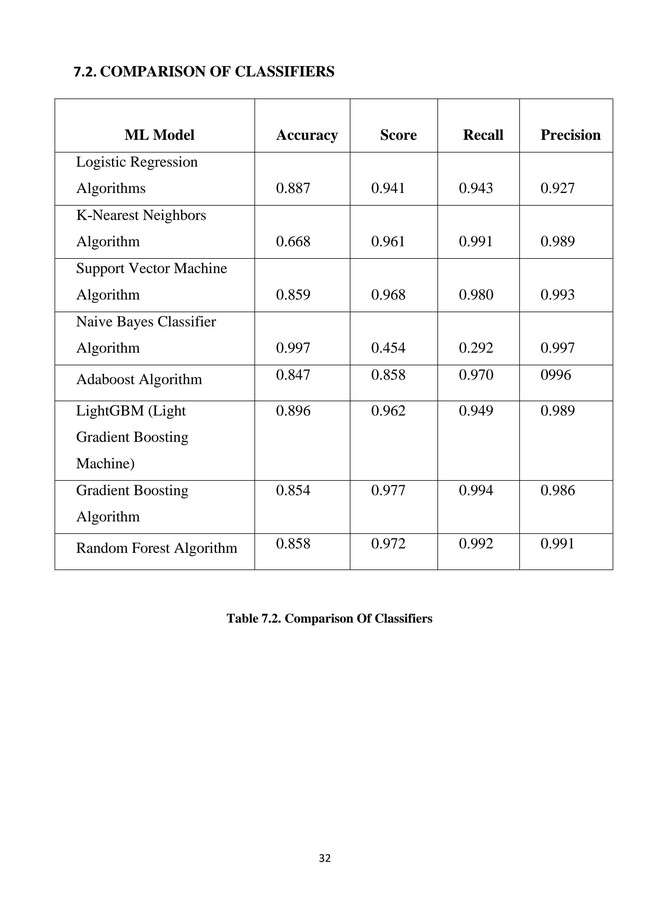 7.2. COMPARISON OF CLASSIFIERS
ML Model Accuracy Score Recall Precision
Logistic Regression
Algorithms 0.887 0.941 0.943 0.927
K-Nearest Neighbors
Algorithm 0.668 0.961 0.991 0.989
Support Vector Machine
Algorithm 0.859 0.968 0.980 0.993
Naive Bayes Classifier
Algorithm 0.997 0.454 0.292 0.997
Adaboost Algorithm 0.847 0.858 0.970 0996
LightGBM (Light 0.896 0.962 0.949 0.989
Gradient Boosting
Machine)
Gradient Boosting 0.854 0.977 0.994 0.986
Algorithm
Random Forest Algorithm 0.858 0.972 0.992 0.991
Table 7.2. Comparison Of Classifiers
32